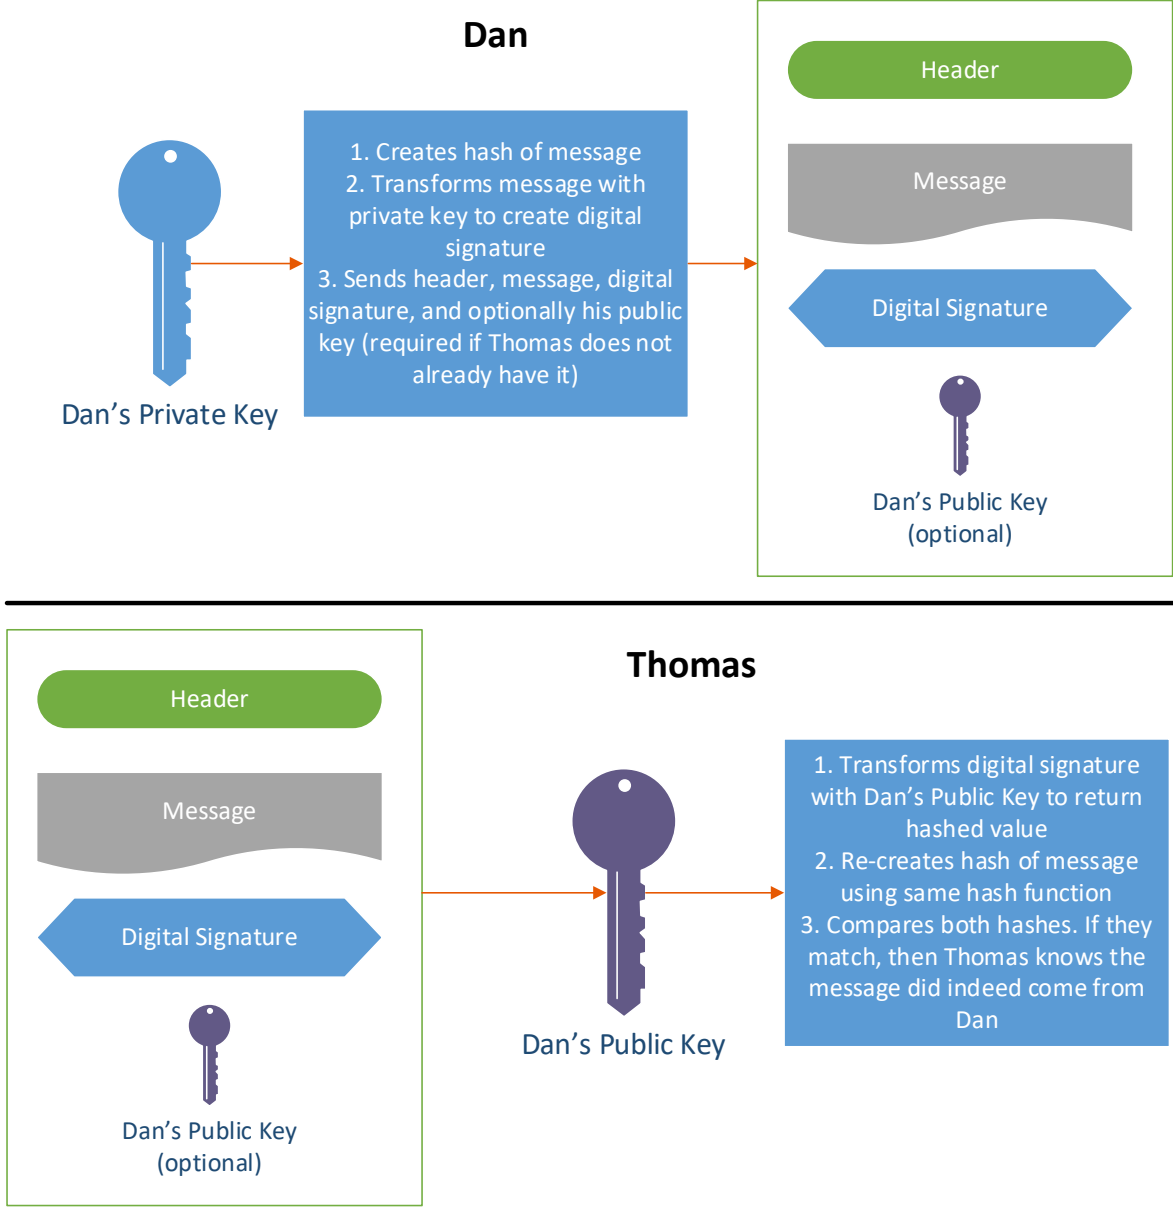 Dan
Header
1. Creates hash of message
2. Transforms message with
private key to create digital
signature
3. Sends header, message, digital
signature, and optionally his public
key (required if Thomas does not
already have it)
Message
Digital Signature
Dan’s Private Key
Dan’s Public Key
(optional)
Thomas
Header
Message
Digital Signature
Dan’s Public Key
(optional)
Dan’s Public Key
1. Transforms digital signature
with Dan’s Public Key to return
hashed value
2. Re-creates hash of message
using same hash function
3. Compares both hashes. If they
match, then Thomas knows the
message did indeed come from
Dan